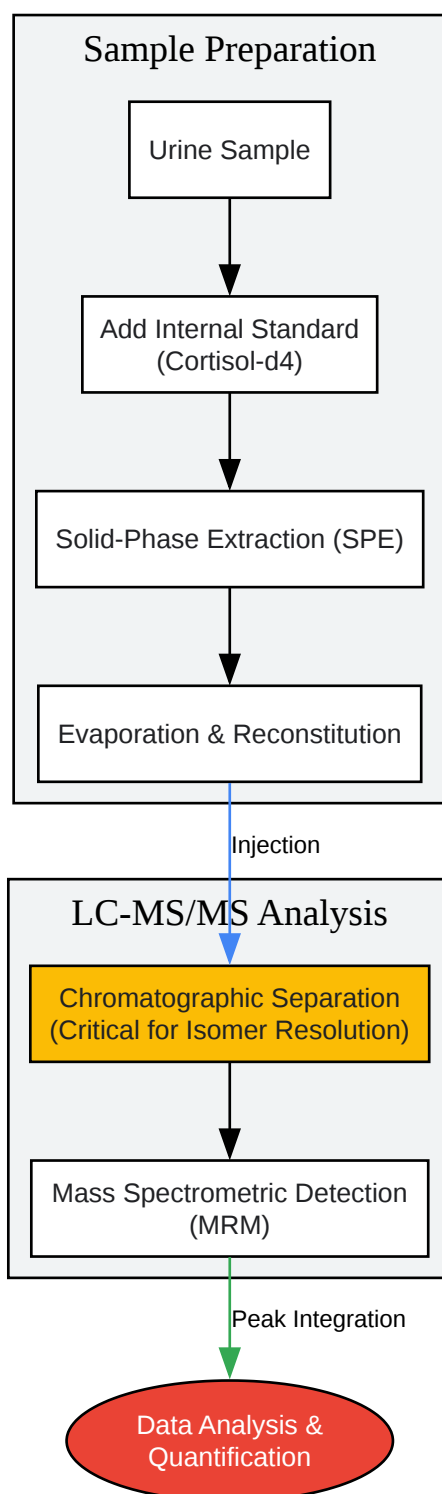 Sample Preparation
Urine Sample
Add Internal Standard
(Cortisol-d4)
Solid-Phase Extraction (SPE)
Evaporation & Reconstitution
Injection
LC-MS/MS Analysis
Chromatographic Separation
(Critical for Isomer Resolution)
Mass Spectrometric Detection
(MRM)
Peak Integration
Data Analysis &
Quantification